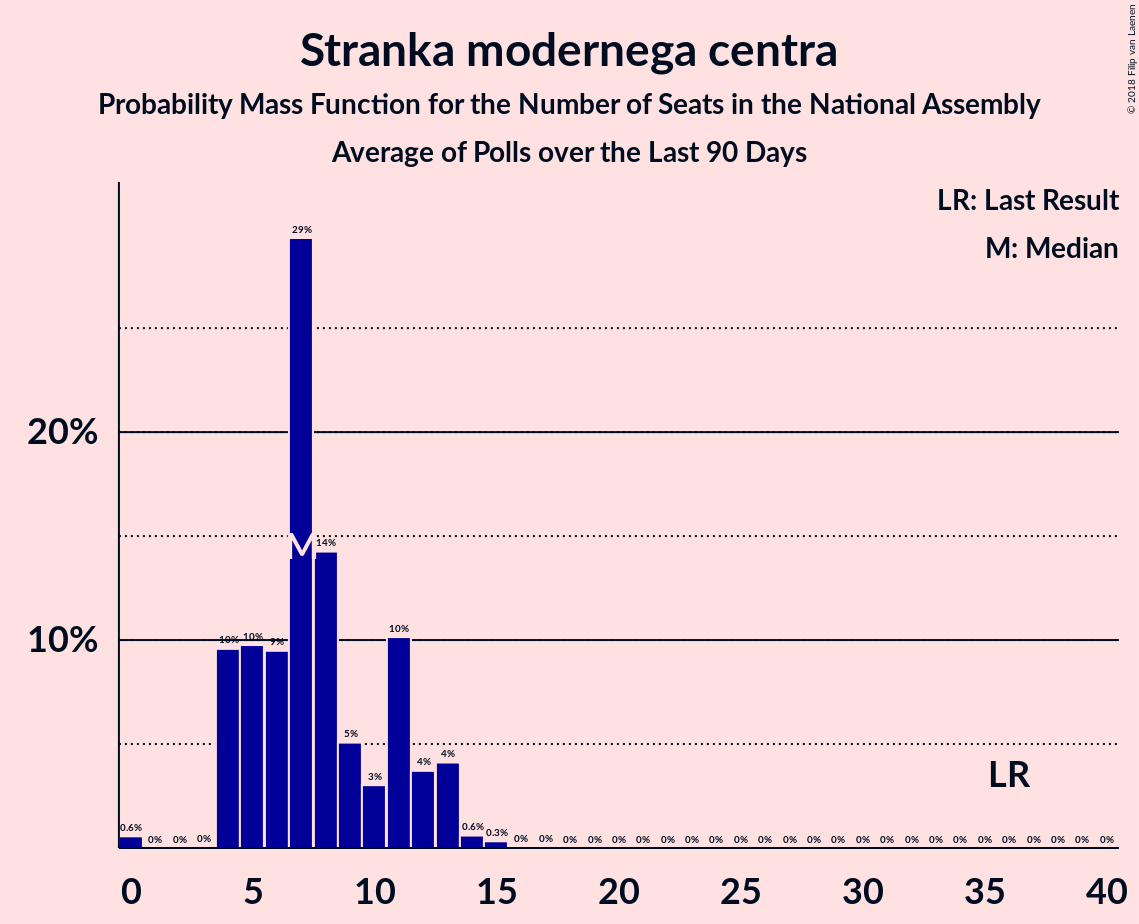 Stranka modernega centra
Probability Mass Function for the Number of Seats in the National Assembly
Average of Polls over the Last 90 Days
© 2018 Filip van Laenen
LR: Last Result
M: Median
29%
20%
M
14%
10%
10% 10% 9% 10%
5%
3%
4%
4%
LR
0.6% 0% 0% 0% 0.6% 0.3% 0% 0% 0% 0% 0% 0% 0% 0% 0% 0% 0% 0% 0% 0% 0% 0% 0% 0% 0% 0% 0% 0% 0% 0% 0%
0 5 10 15 20 25 30 35 40